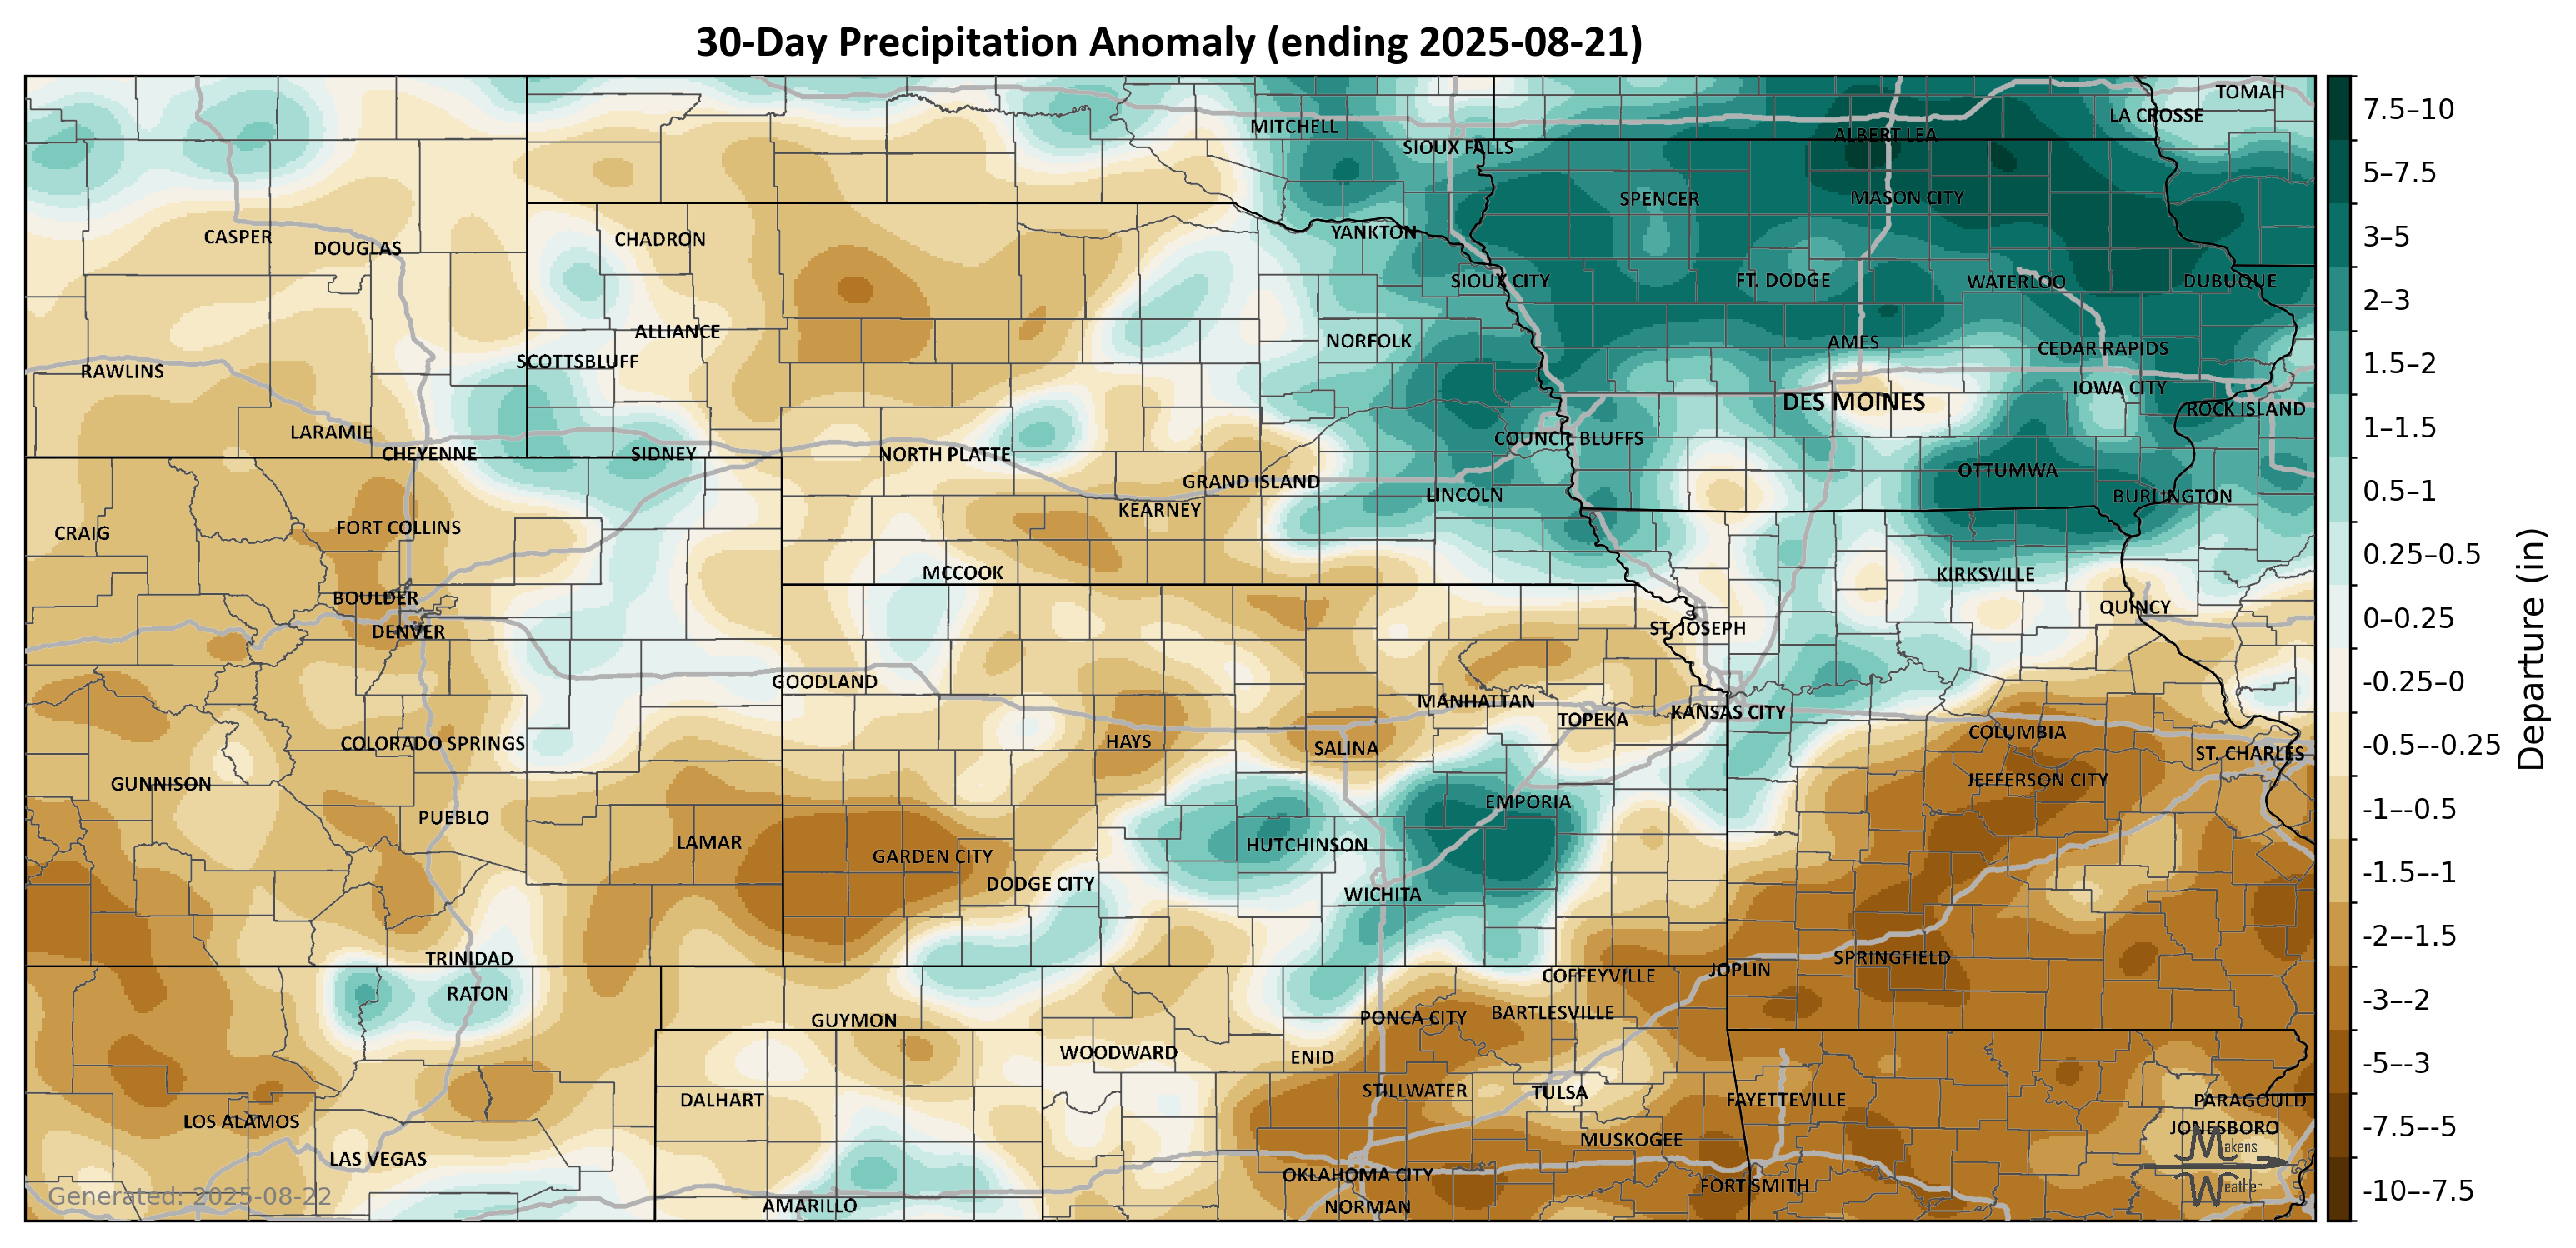 30-Day Precipitation Anomaly (ending 2025-08-21)
TOMAH
LA CROSSE
MITCHELL
ALBERT LEA
SIOUX FALLS
SPENCER
MASON CITY
YANKTON
CASPER
CHADRON
DOUGLAS
SIOUX CITY
FT. DODGE
WATERLOO
DUBUQUE
ALLIANCE
NORFOLK
AMES
CEDAR RAPIDS
SCOTTSBLUFF
RAWLINS
IOWA CITY
DES MOINES
ROCK ISLAND
LARAMIE
COUNCIL BLUFFS
CHEYENNE
SIDNEY
NORTH PLATTE
OTTUMWA
GRAND ISLAND
LINCOLN
BURLINGTON
KEARNEY
FORT COLLINS
CRAIG
MCCOOK
KIRKSVILLE
BOULDER
QUINCY
DENVER
ST. JOSEPH
GOODLAND
MANHATTAN
KANSAS CITY
TOPEKA
COLUMBIA
HAYS
COLORADO SPRINGS
SALINA
ST. CHARLES
JEFFERSON CITY
GUNNISON
EMPORIA
PUEBLO
LAMAR
HUTCHINSON
GARDEN CITY
DODGE CITY
WICHITA
TRINIDAD
SPRINGFIELD
JOPLIN
COFFEYVILLE
RATON
BARTLESVILLE
PONCA CITY
GUYMON
WOODWARD
ENID
STILLWATER
TULSA
DALHART
FAYETTEVILLE
PARAGOULD
LOS ALAMOS
JONESBORO
MUSKOGEE
LAS VEGAS
OKLAHOMA CITY
FORT SMITH
AMARILLO
NORMAN
Makens
Weather
Generated: 2025-08-22
7.5–10
5–7.5
3–5
2–3
1.5–2
1–1.5
0.5–1
0.25–0.5
0–0.25
-0.25–0
-0.5–-0.25
-1–-0.5
-1.5–-1
-2–-1.5
-3–-2
-5–-3
-7.5–-5
-10–-7.5
Departure (in)